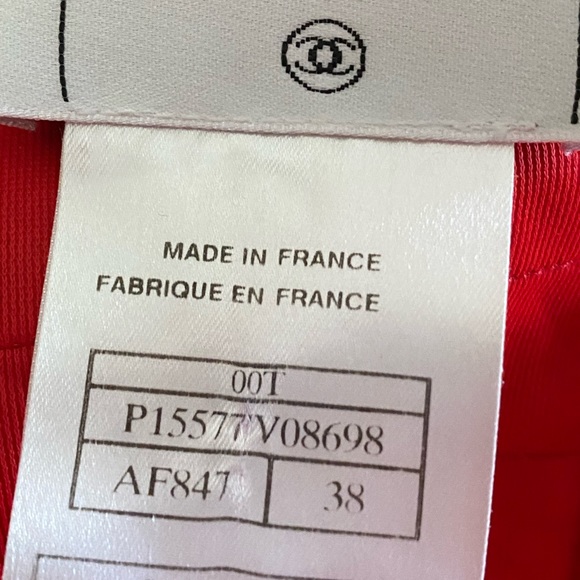 MADE IN FRANCE
FABRIQUE EN FRANCE
00T
P15577V08698
AF847 38